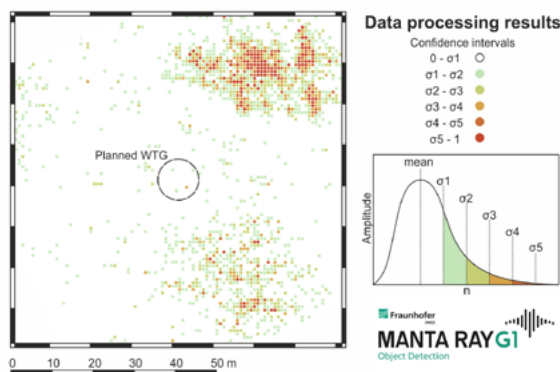 Data processing results
Confidence intervals
0 - σ1
σ1 - σ2
σ2 - σ3
σ3 - σ4
σ4 - σ5
σ5 - 1
Planned WTG
mean
σ1
σ2
σ3
σ4
σ5
Amplitude
n
0 10 20 30 40 50 m
Fraunhofer
MANTA RAY G1
Object Detection